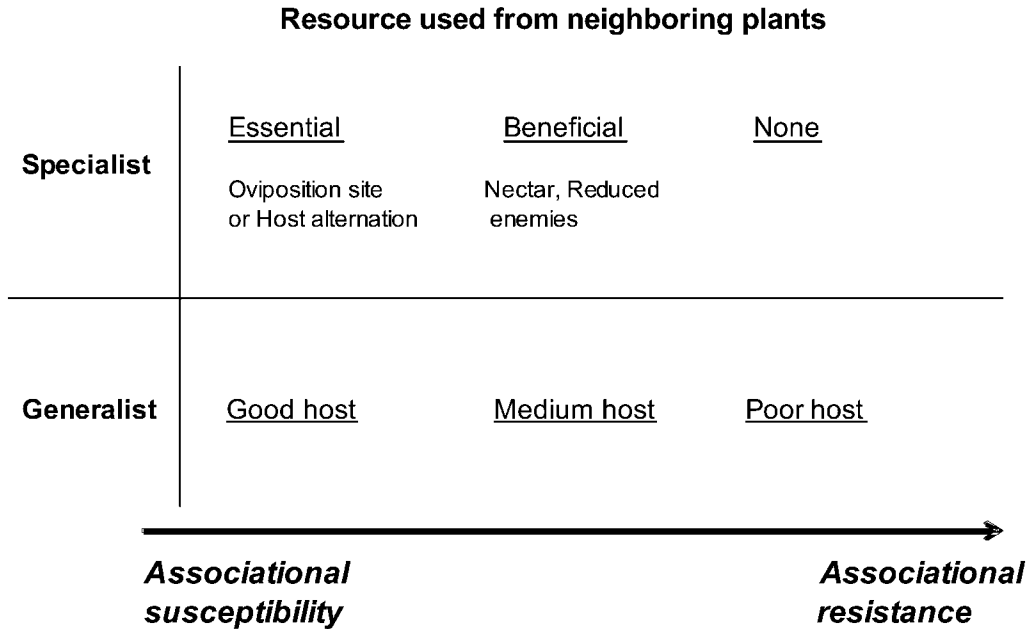 Resource used from neighboring plants
Essential Beneficial None
Specialist
Oviposition site Nectar, Reduced
or Host alternation enemies
Generalist Good host Medium host Poor host
Associational Associational
susceptibility resistance